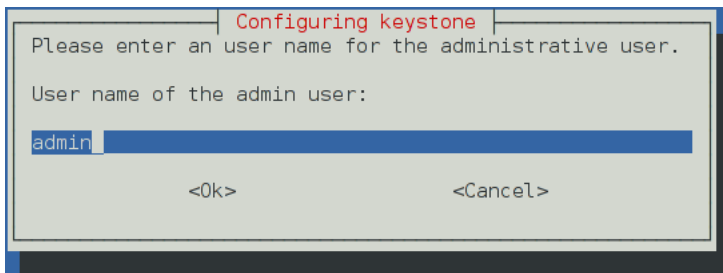 Configuring keystone
Please enter an user name for the administrative user.
User name of the admin user:
admin
<Ok> <Cancel>